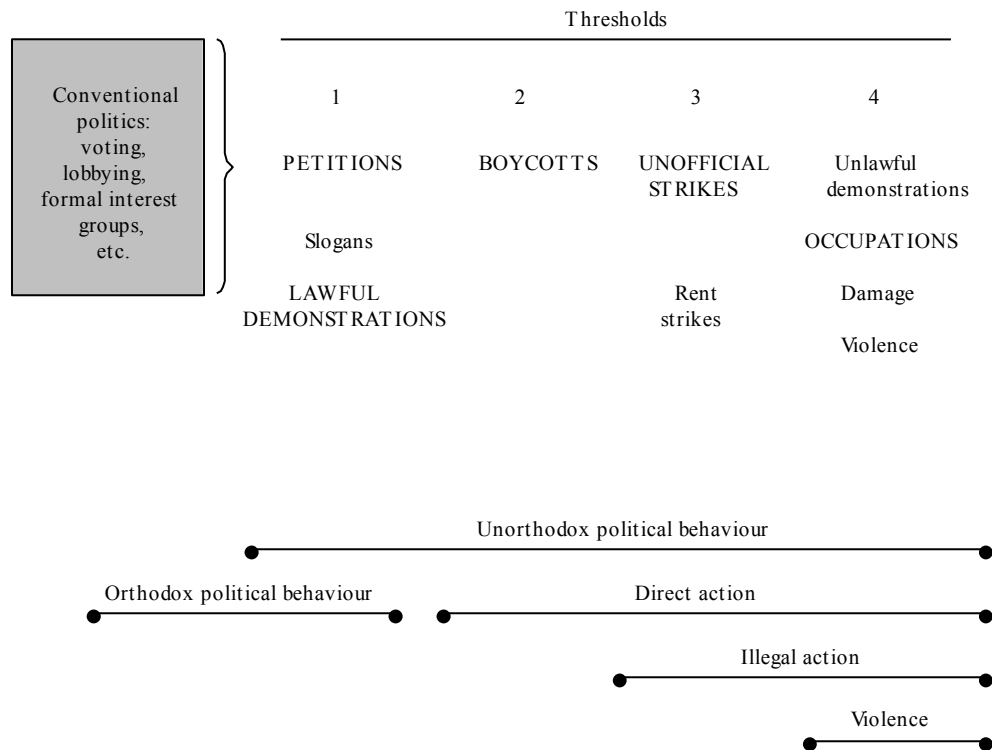 Thresholds
Conventional
politics:
voting,
lobbying,
formal interest
groups,
etc.
1
2
3
4
PETITIONS
BOYCOTTS
UNOFFICIAL
STRIKES
Unlawful
demonstrations
Slogans
OCCUPATIONS
LAWFUL
DEMONSTRATIONS
Rent
strikes
Damage
Violence
Unorthodox political behaviour
Orthodox political behaviour
Direct action
Illegal action
Violence